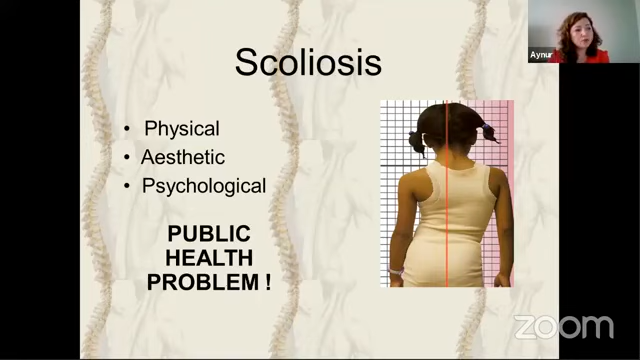 Scoliosis
• Physical
• Aesthetic
• Psychological
PUBLIC
HEALTH
PROBLEM !
Aynur
zoom